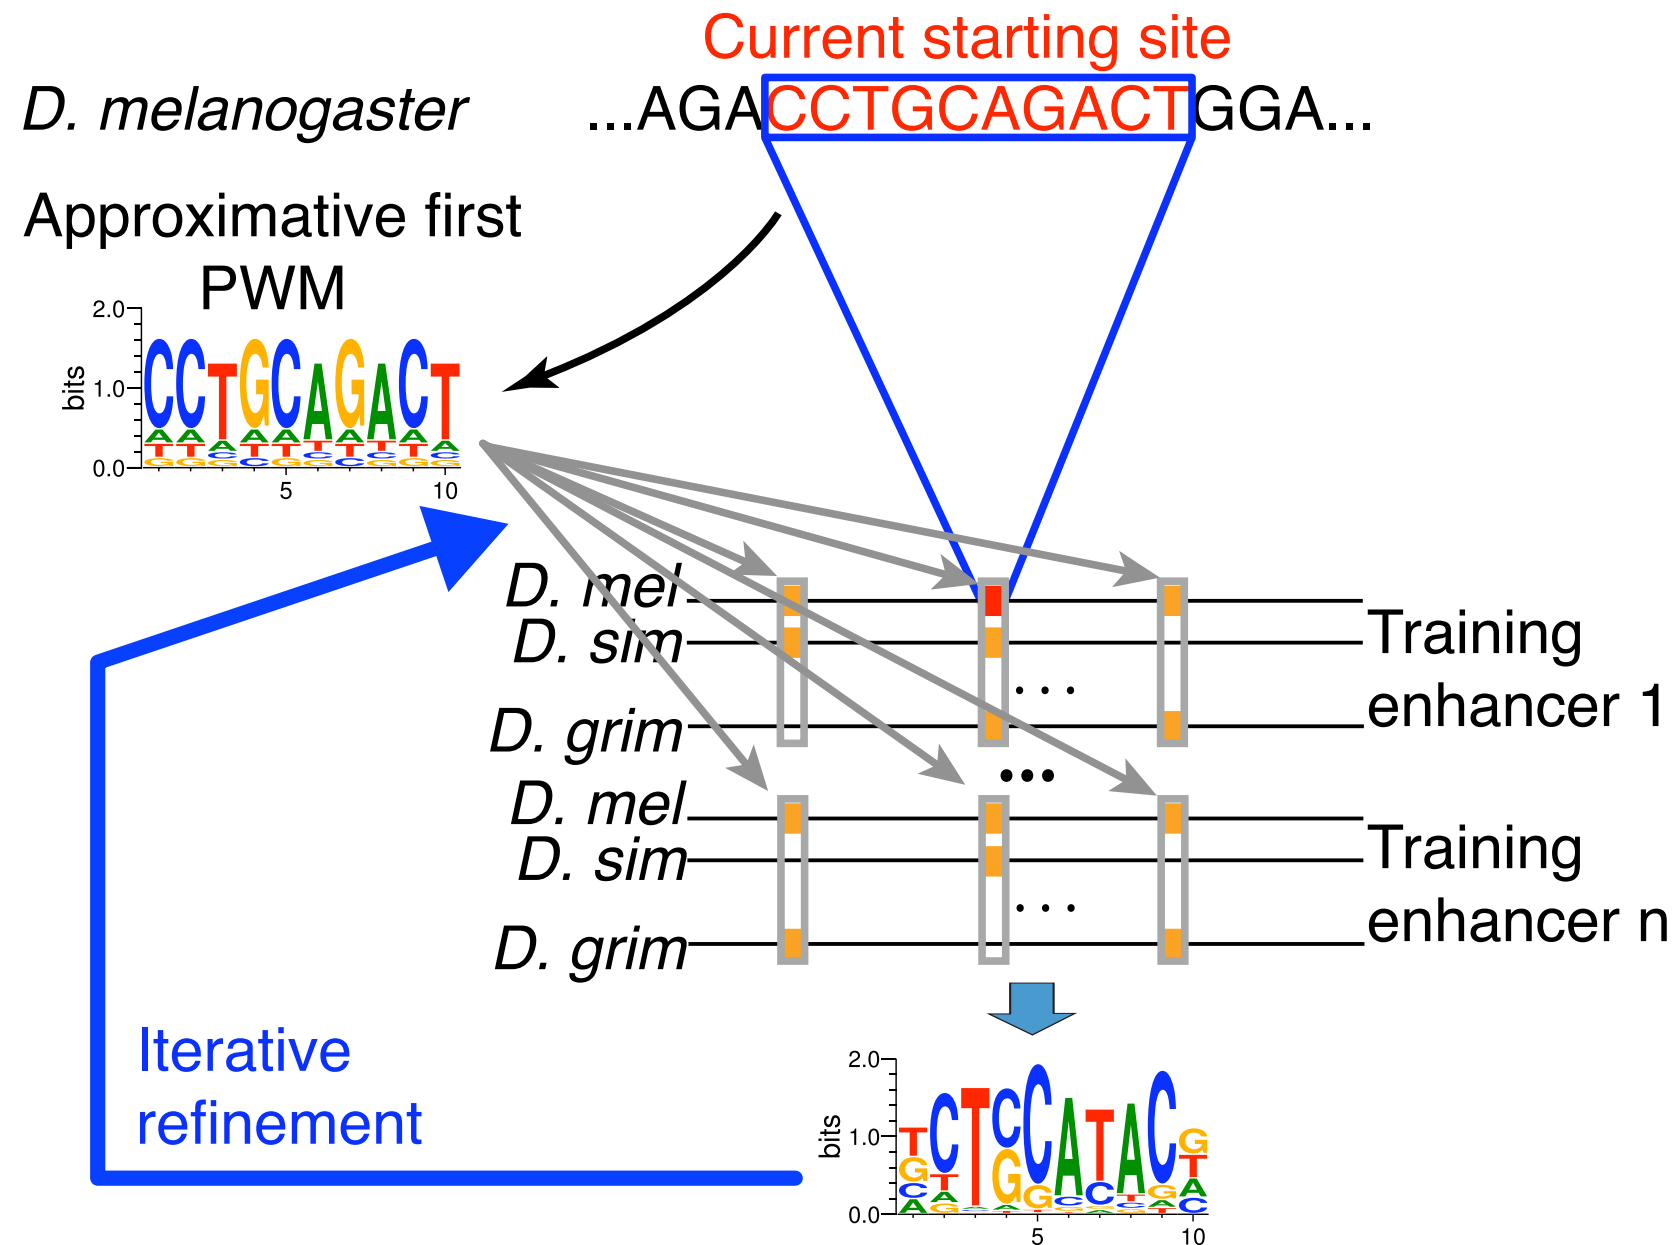 Current starting site
D. melanogaster ...AGACCTGCAGACTGGA...
Approximative first
PWM
2.0
1.0
0.0
bits
CCTGCAGACT
5 10
D. mel
D. sim
. . .
D. grim
Training
enhancer 1
...
D. mel
D. sim
. . .
D. grim
Training
enhancer n
Iterative
refinement
2.0
1.0
0.0
bits
TCTCCATACG
5 10